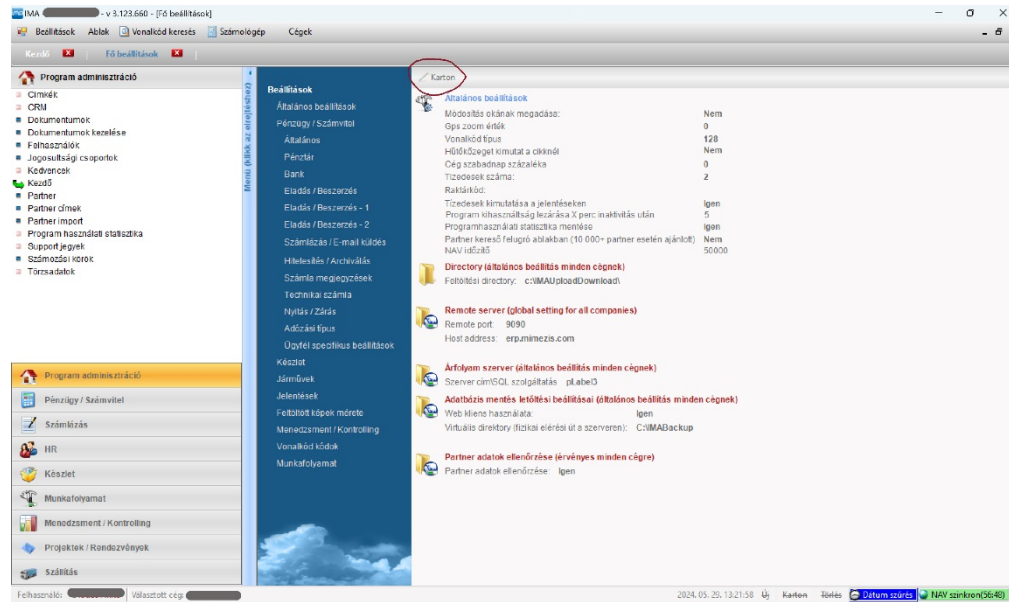 IMA - v 3.123.660 - [Fő beállítások]
Beállítások Ablak Vonalkód keresés Számológép Cégek
Kezdő Fő beállítások
Program adminisztráció
Cimkék
CRM
Dokumentumok
Dokumentumok kezelése
Felhasználók
Jogosultsági csoportok
Kedvencek
Kezdő
Partner
Partner címek
Partner import
Program használati statisztika
Support jegyek
Számozási körök
Törzsadatok
Program adminisztráció
Pénzügy / Számvitel
Számlázás
HR
Készlet
Munkafolyamat
Menedzsment / Kontrolling
Projektek / Rendezvények
Szállítás
Menü (klikk az elrejtéshez)
Beállítások
Általános beállítások
Pénzügy / Számvitel
Általános
Pénztár
Bank
Eladás / Beszerzés
Eladás / Beszerzés - 1
Eladás / Beszerzés - 2
Számlázás / E-mail küldés
Hitelesítés / Archiválás
Számla megjegyzések
Technikai számla
Nyitás / Zárás
Adózási típus
Ügyfél specifikus beállítások
Készlet
Járművek
Jelentések
Feltöltött képek mérete
Menedzsment / Kontrolling
Vonalkód kódok
Munkafolyamat
Karton
Általános beállítások
Módosítás okának megadása: Nem
Gps zoom érték 0
Vonalkód típus 128
Hűtőközeget kimutat a cikknél Nem
Cég szabadnap százaléka 0
Tizedesek száma: 2
Raktárkód:
Tizedesek kimutatása a jelentéseken Igen
Program kihasználtság lezárása X perc inaktivitás után 5
Programhasználati statisztika mentése Igen
Partner kereső felugró ablakban (10 000+ partner esetén ajánlott) Nem
NAV időzítő 50000
Directory (általános beállítás minden cégnek)
Feltöltési directory: c:\IMAUploadDownload\
Remote server (global setting for all companies)
Remote port: 9090
Host address: erp.mimezis.com
Árfolyam szerver (általános beállítás minden cégnek)
Szerver cím\SQL szolgáltatás pLabel3
Adatbázis mentés letöltési beállításai (általános beállítás minden cégnek)
Web kliens használata: Igen
Virtuális direktory (fizikai elérési út a szerveren): C:\IMABackup
Partner adatok ellenőrzése (érvényes minden cégre)
Partner adatok ellenőrzése: Igen
Felhasználó: Választott cég: 2024. 05. 29. 13:21:58 Új Karton Törlés Dátum szűrés NAV szinkron(56:48)